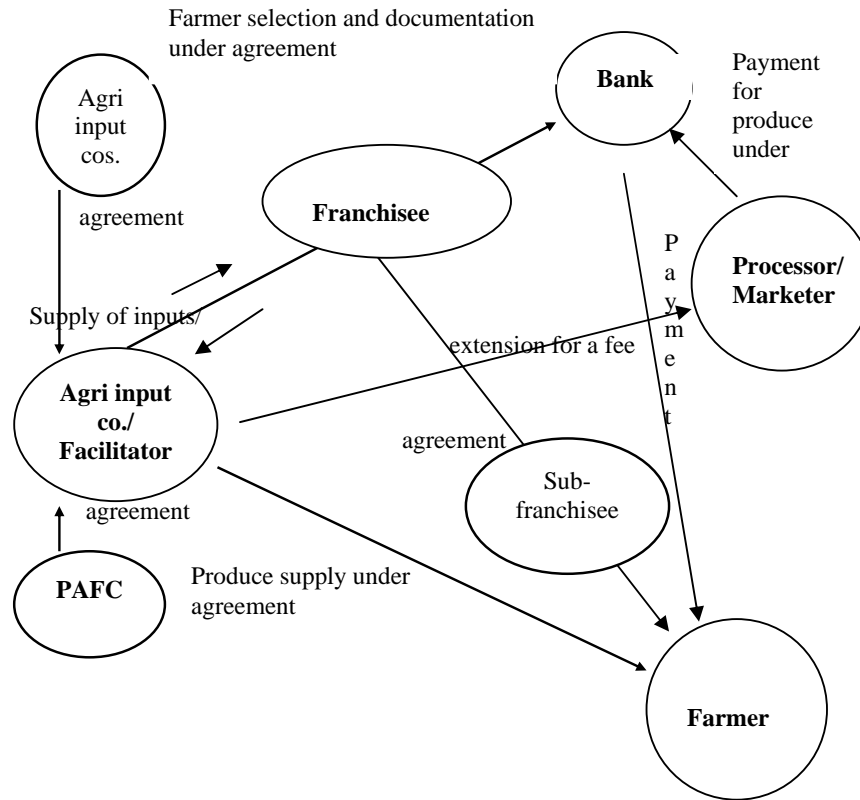 Farmer selection and documentation
under agreement
Bank
Payment
for
produce
under
Agri
input
cos.
agreement
Franchisee
Processor/
Marketer
Payment
Supply of inputs/
extension for a fee
Agri input
co./
Facilitator
agreement
Sub-
franchisee
agreement
PAFC
Produce supply under
agreement
Farmer